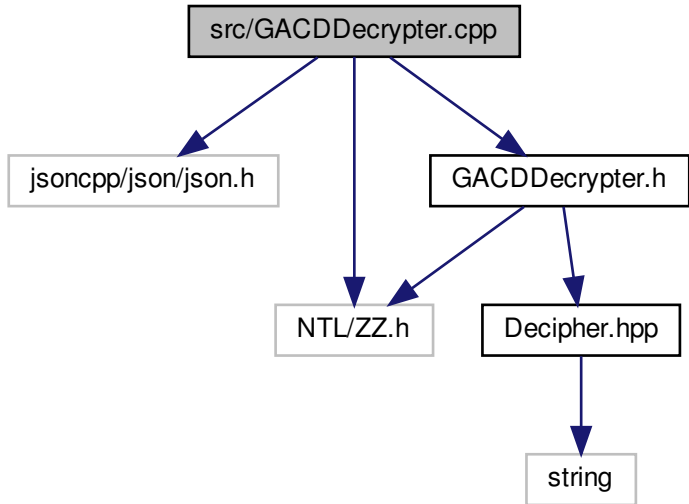 src/GACDDecrypter.cpp
jsoncpp/json/json.h
GACDDecrypter.h
NTL/ZZ.h
Decipher.hpp
string